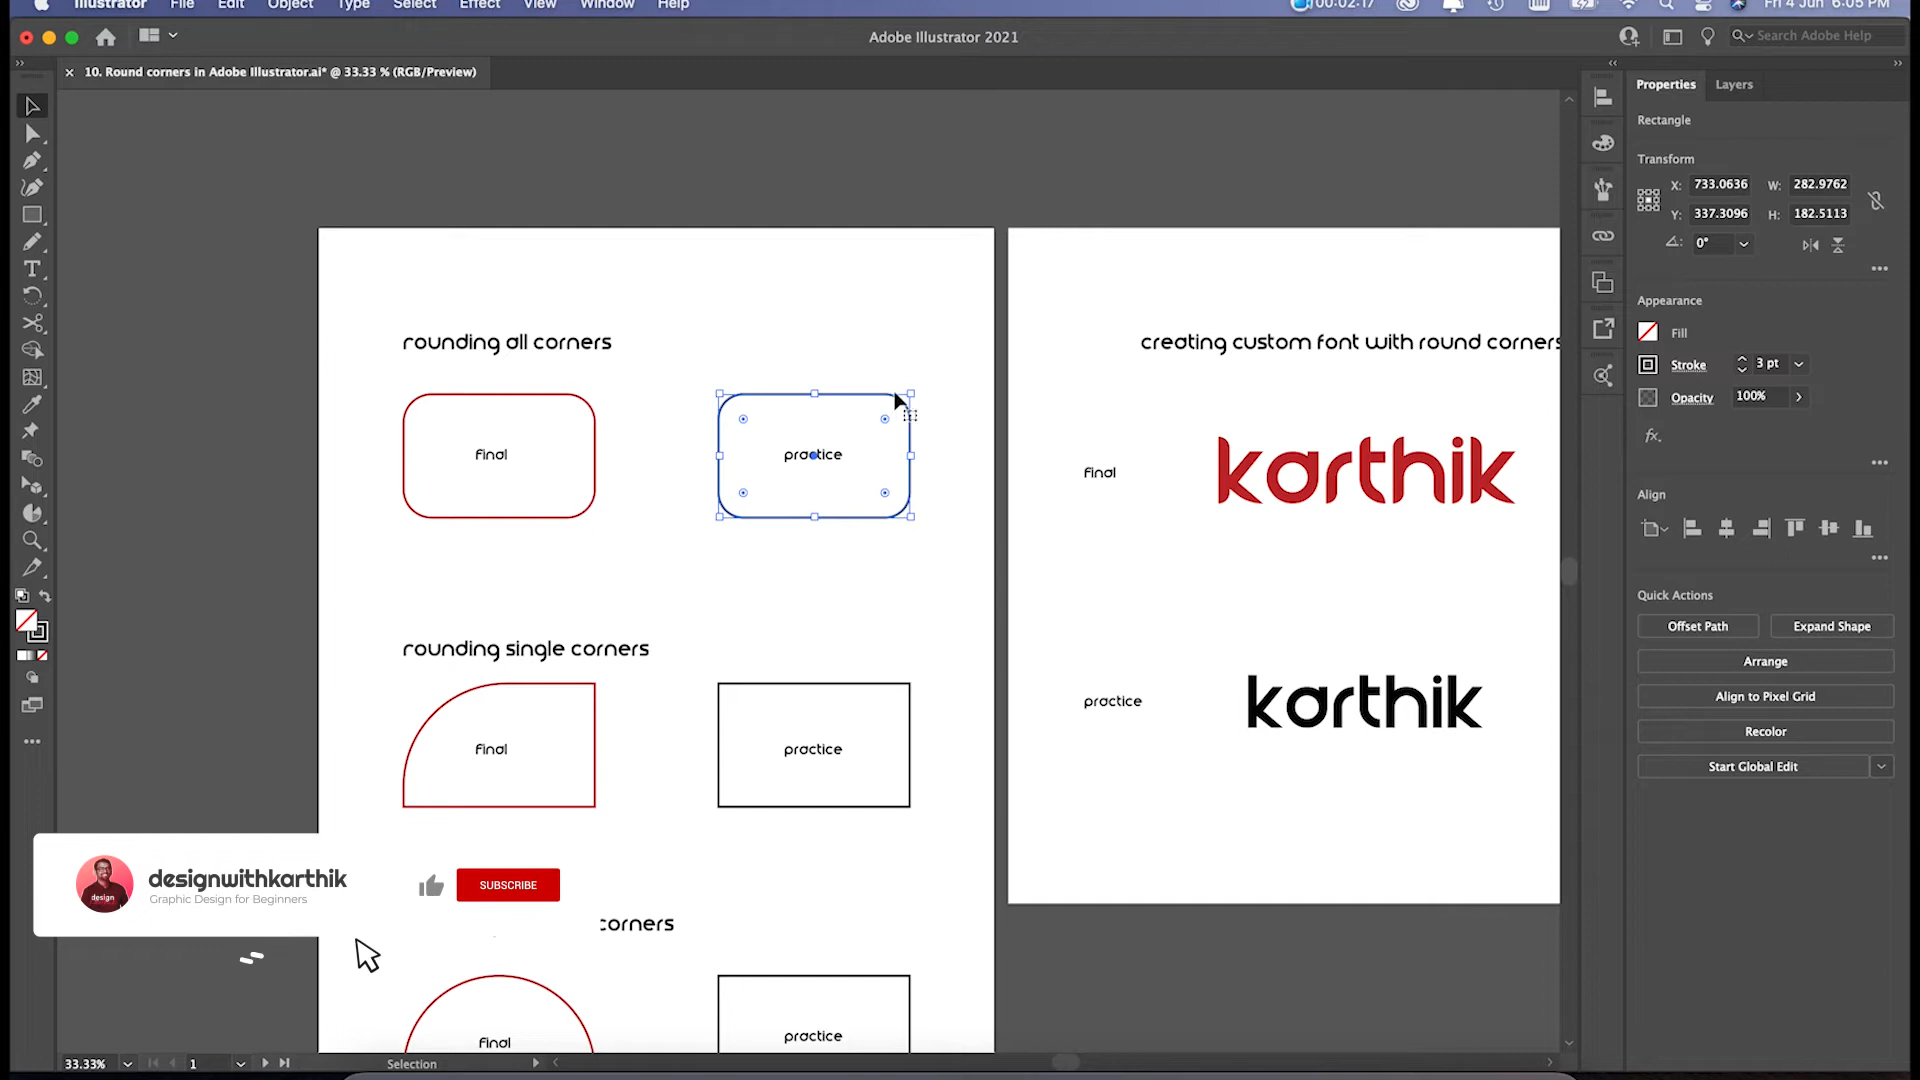 Illustrator File Edit Object Type Select Effect View Window Help 00:02:17 Fri 4 Jun 6:05 PM
Adobe Illustrator 2021
Search Adobe Help
× 10. Round corners in Adobe Illustrator.ai* @ 33.33 % (RGB/Preview)
Properties Layers
Rectangle
Transform
X: 733.0636 W: 282.9762
Y: 337.3096 H: 182.5113
0°
Appearance
Fill
Stroke 3 pt
Opacity 100%
fx.
Align
Quick Actions
Offset Path Expand Shape
Arrange
Align to Pixel Grid
Recolor
Start Global Edit
rounding all corners
final practice
rounding single corners
final practice
corners
final practice
creating custom font with round corners
final karthik
practice karthik
designwithkarthik
Graphic Design for Beginners
design
SUBSCRIBE
33.33% 1 Selection